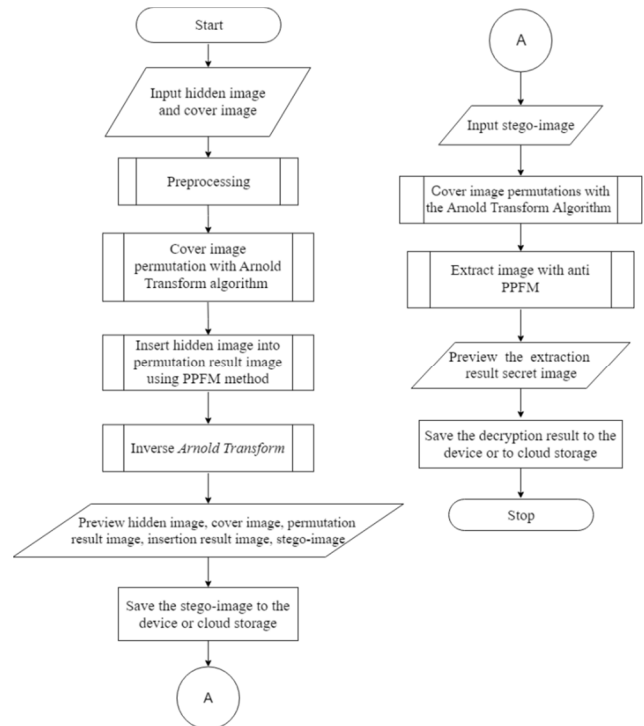 Start
Input hidden image
and cover image
Preprocessing
Cover image
permutation with Arnold
Transform algorithm
Insert hidden image into
permutation result image
using PPFM method
Inverse Arnold Transform
Preview hidden image, cover image, permutation
result image, insertion result image, stego-image
Save the stego-image to the
device or cloud storage
A
A
Input stego-image
Cover image permutations with
the Arnold Transform Algorithm
Extract image with anti
PPFM
Preview the extraction
result secret image
Save the decryption result to the
device or to cloud storage
Stop